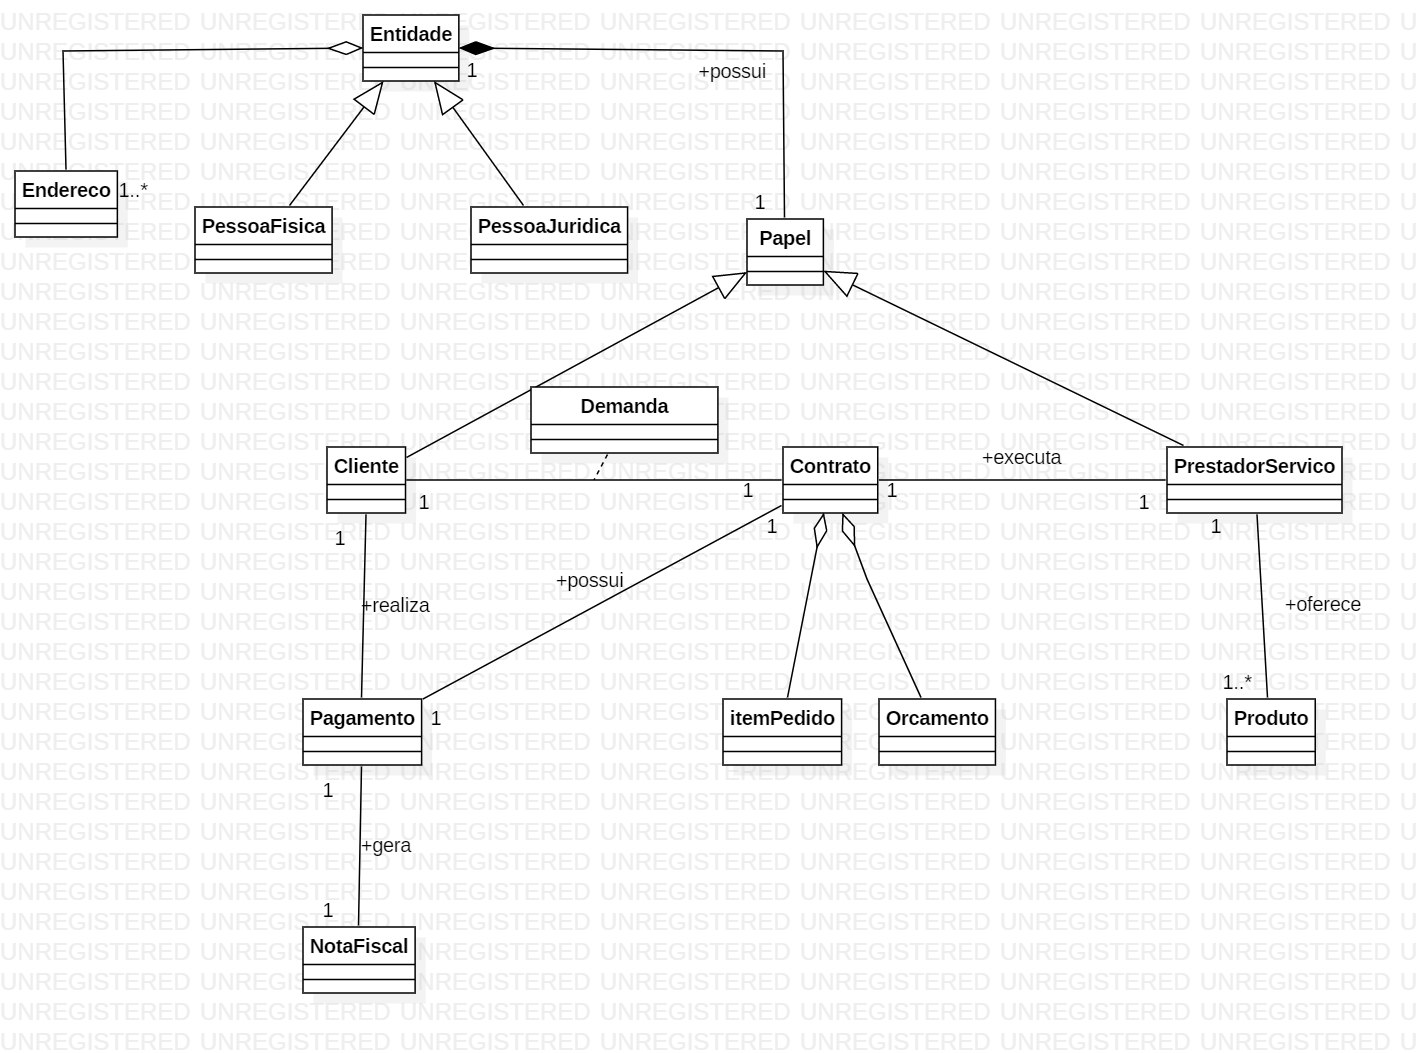 Entidade
1
+possui
Endereco
1..*
PessoaFisica
PessoaJuridica
1
Papel
Demanda
Cliente
1
1
Contrato
1
+executa
1
PrestadorServico
1
1
1
+realiza
+possui
+oferece
1..*
Pagamento
1
itemPedido
Orcamento
Produto
1
+gera
1
NotaFiscal
UNREGISTERED